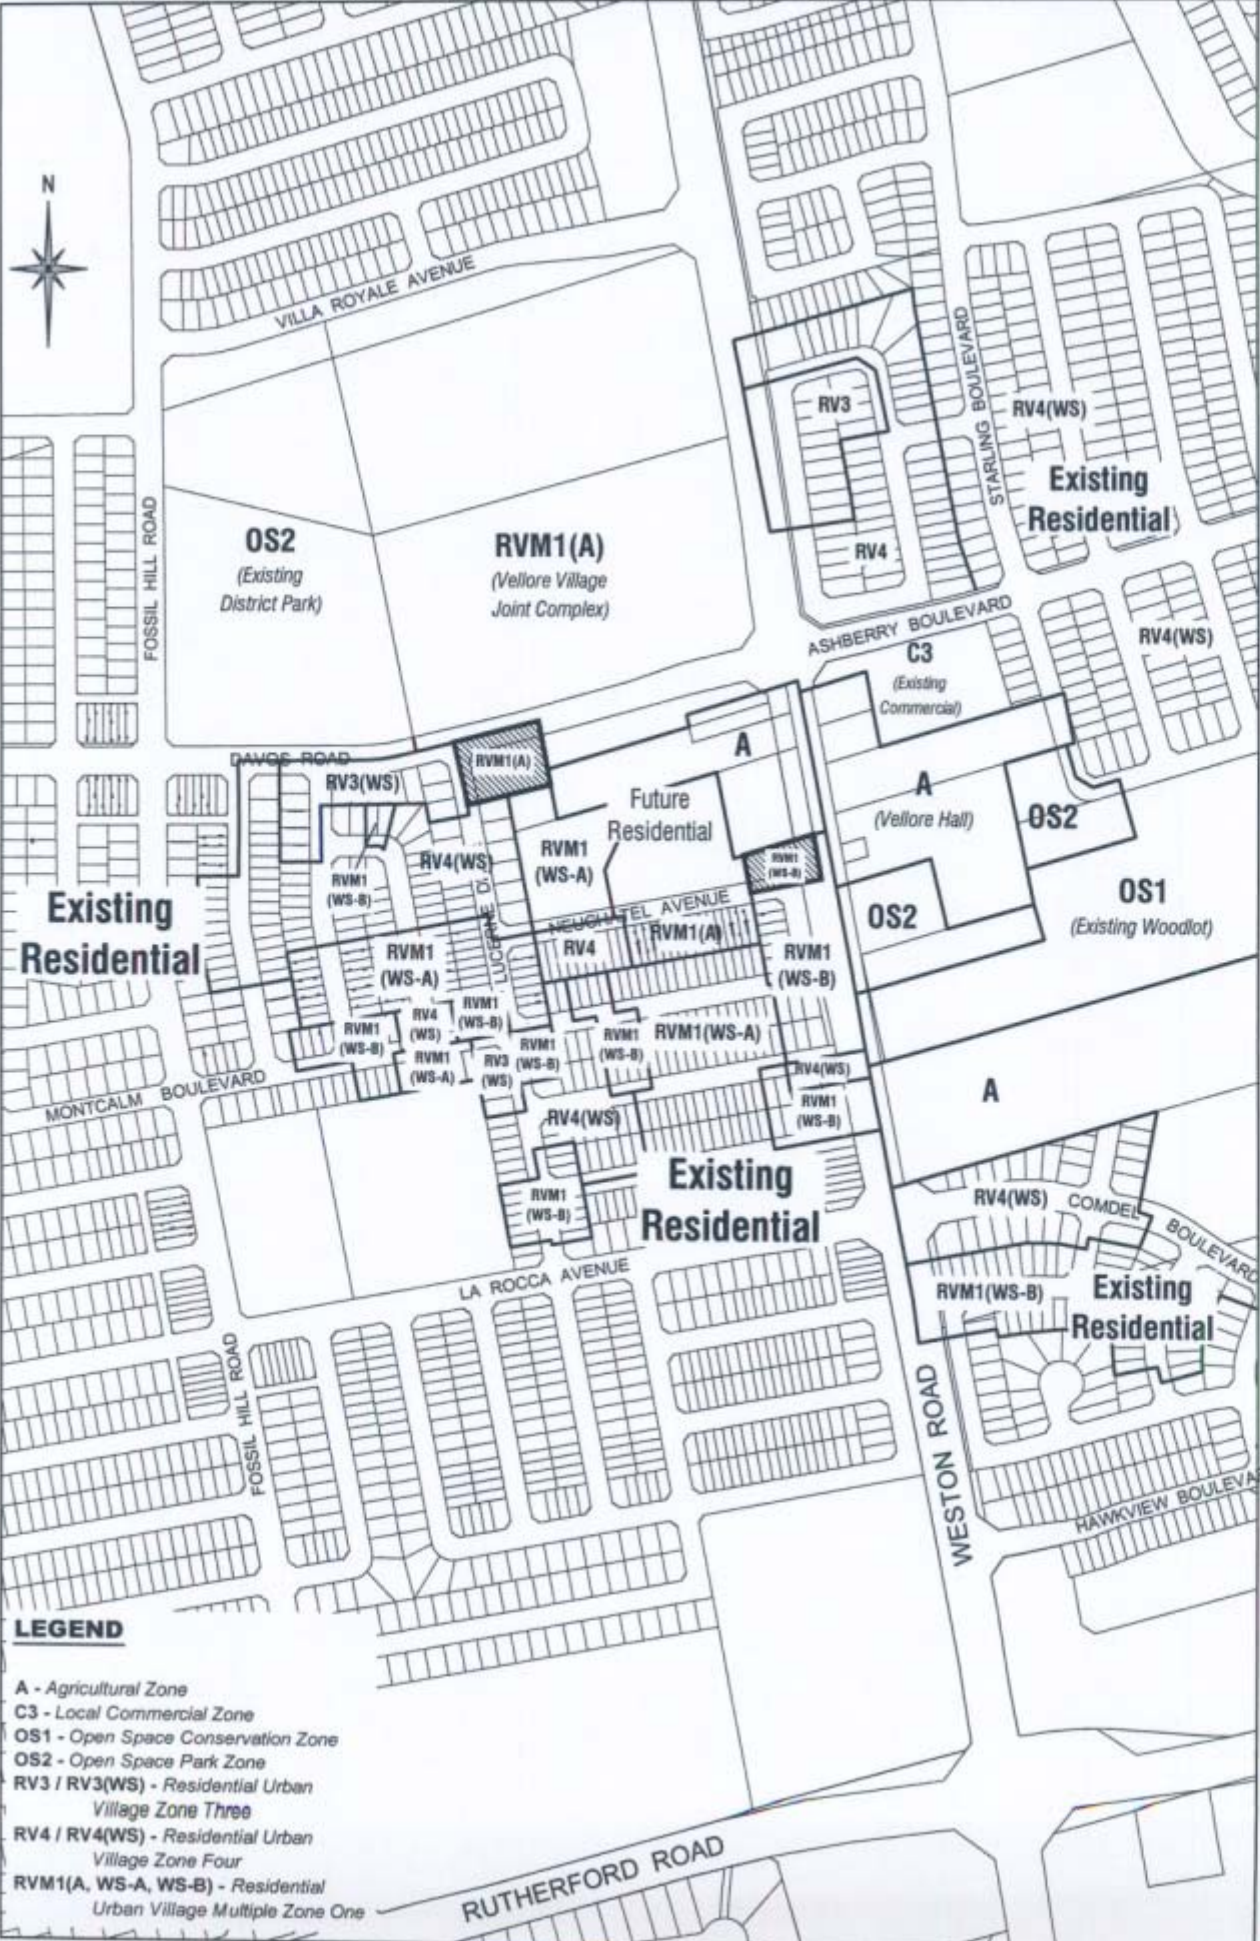 N
VILLA ROYALE AVENUE
STARLING BOULEVARD
RV3
RV4(WS)
Existing
Residential
FOSSIL HILL ROAD
OS2
(Existing
District Park)
RVM1(A)
(Vellore Village
Joint Complex)
RV4
ASHBERRY BOULEVARD
RV4(WS)
C3
(Existing
Commercial)
DAVOS ROAD
RVM1(A)
A
RV3(WS)
Future
Residential
A
(Vellore Hall)
OS2
RVM1
(WS-A)
RV4(WS)
RVM1
(WS-B)
RVM1
(WS-B)
Existing
Residential
NEUCHATEL AVENUE
OS2
OS1
(Existing Woodlot)
RV4
RVM1(A)
RVM1
(WS-A)
RVM1
(WS-B)
RVM1
(WS-B)
RV4
(WS)
RVM1
(WS-B)
RVM1
(WS-B)
RVM1
(WS-B)
RVM1(WS-A)
RVM1
(WS-A)
RV3
(WS)
RV4(WS)
RVM1
(WS-B)
A
MONTCALM BOULEVARD
RV4(WS)
Existing
Residential
RVM1
(WS-B)
RV4(WS)
COMDEL BOULEVARD
LA ROCCA AVENUE
RVM1(WS-B)
Existing
Residential
FOSSIL HILL ROAD
WESTON ROAD
HAWKVIEW BOULEVA
LEGEND
A - Agricultural Zone
C3 - Local Commercial Zone
OS1 - Open Space Conservation Zone
OS2 - Open Space Park Zone
RV3 / RV3(WS) - Residential Urban
Village Zone Three
RV4 / RV4(WS) - Residential Urban
Village Zone Four
RVM1(A, WS-A, WS-B) - Residential
Urban Village Multiple Zone One
RUTHERFORD ROAD